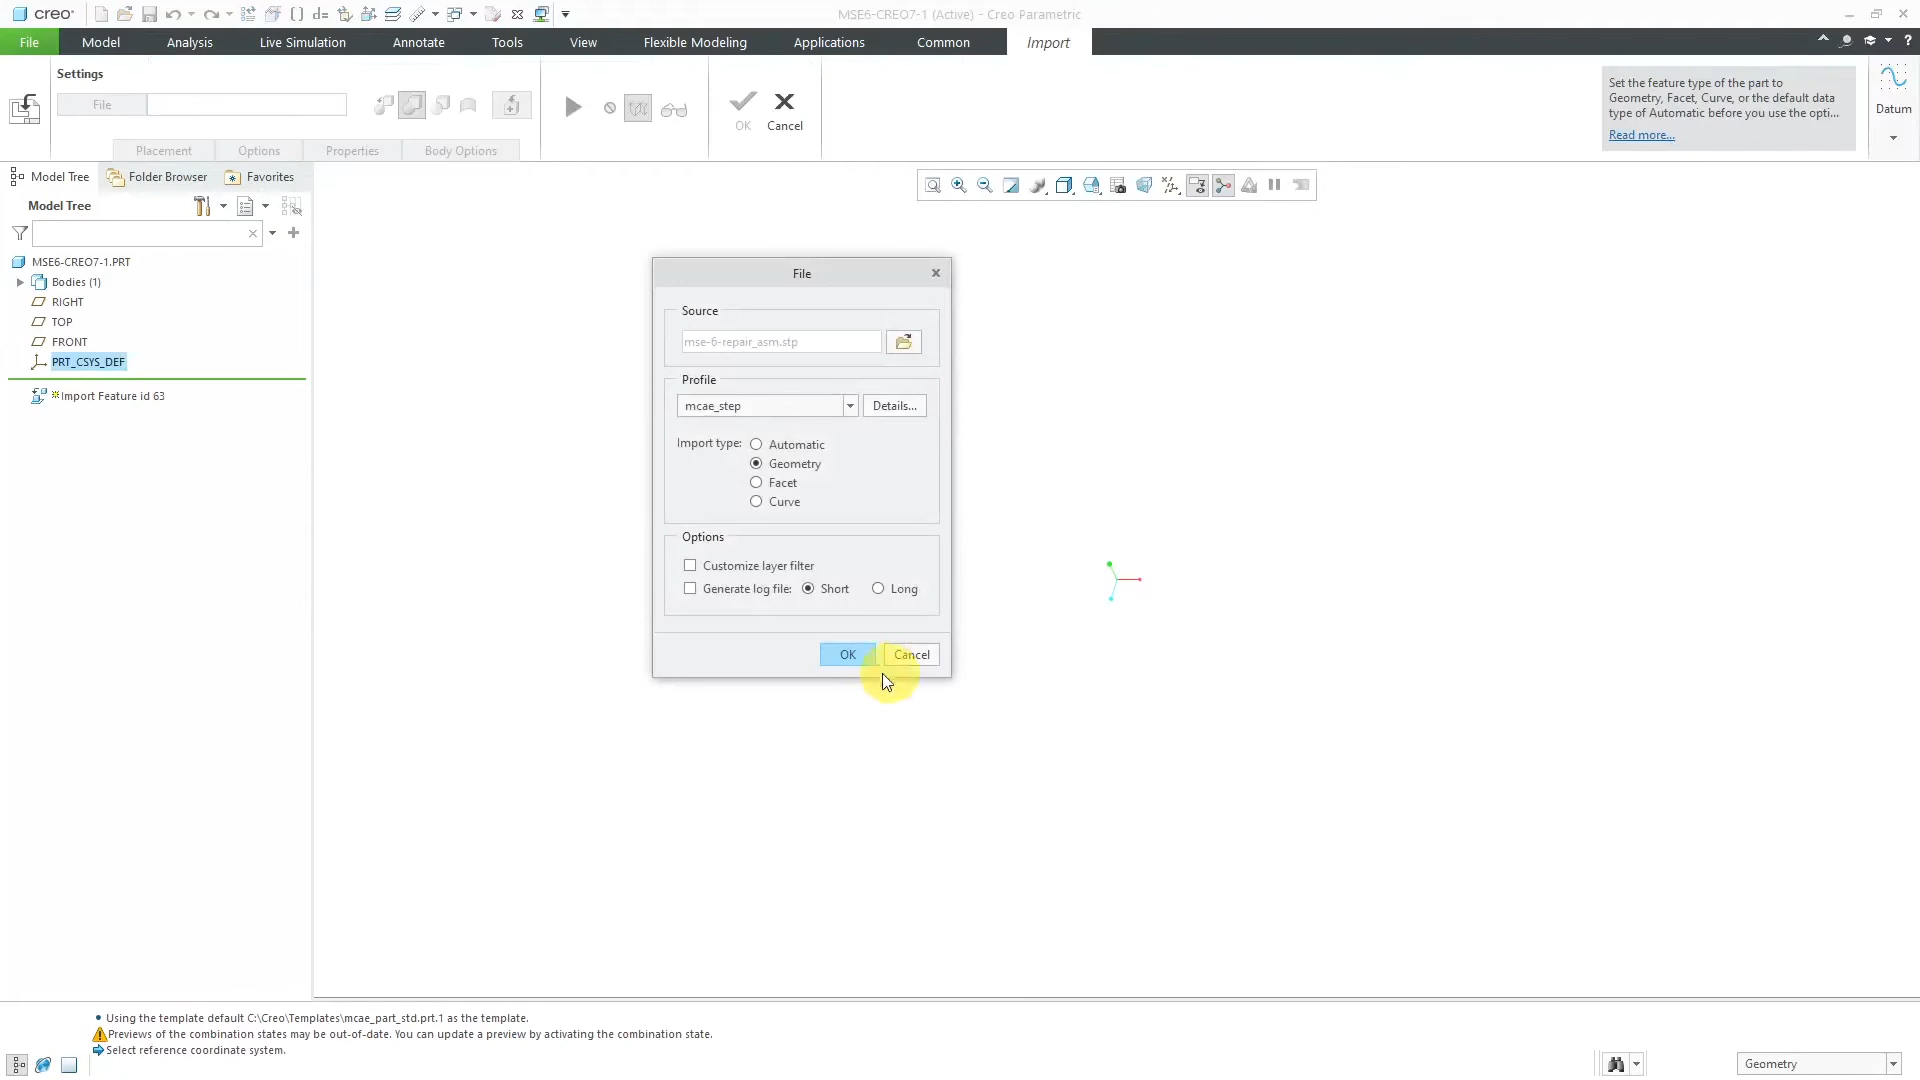 creo
MSE6-CREO7-1 (Active) - Creo Parametric
File Model Analysis Live Simulation Annotate Tools View Flexible Modeling Applications Common Import
Settings
File
OK Cancel
Placement Options Properties Body Options
Set the feature type of the part to
Geometry, Facet, Curve, or the default data
type of Automatic before you use the opti...
Read more...
Datum
Model Tree Folder Browser Favorites
Model Tree
MSE6-CREO7-1.PRT
Bodies (1)
RIGHT
TOP
FRONT
PRT_CSYS_DEF
Import Feature id 63
File
Source
mse-6-repair_asm.stp
Profile
mcae_step Details...
Import type: Automatic
Geometry
Facet
Curve
Options
Customize layer filter
Generate log file: Short Long
OK Cancel
Using the template default C:\Creo\Templates\mcae_part_std.prt.1 as the template.
Previews of the combination states may be out-of-date. You can update a preview by activating the combination state.
Select reference coordinate system.
Geometry